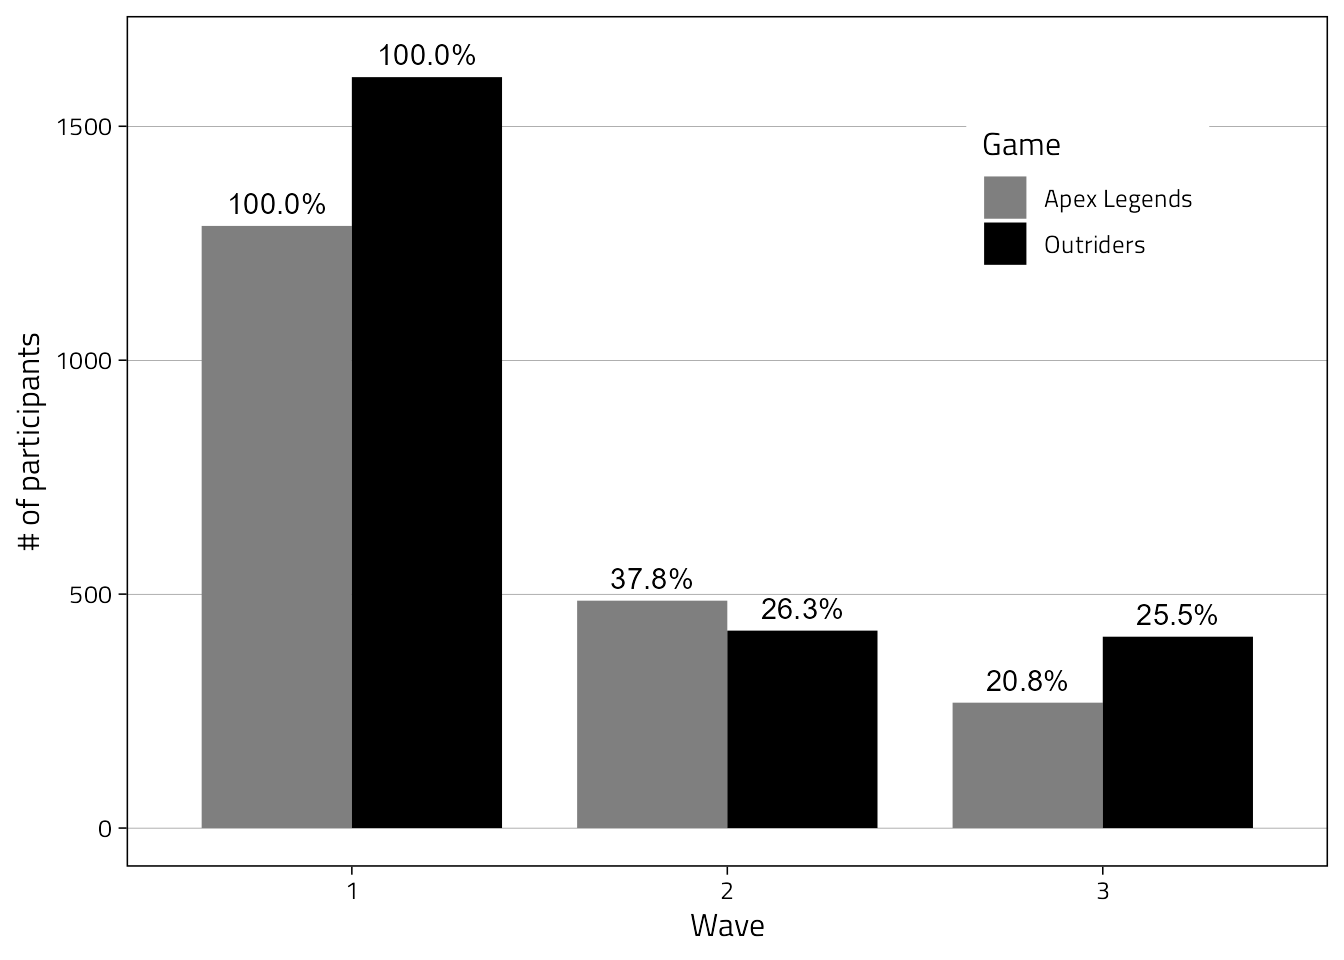 100.0%
100.0%
37.8%
26.3%
20.8%
25.5%
Game
Apex Legends
Outriders
1500
1000
500
0
# of participants
1
2
3
Wave